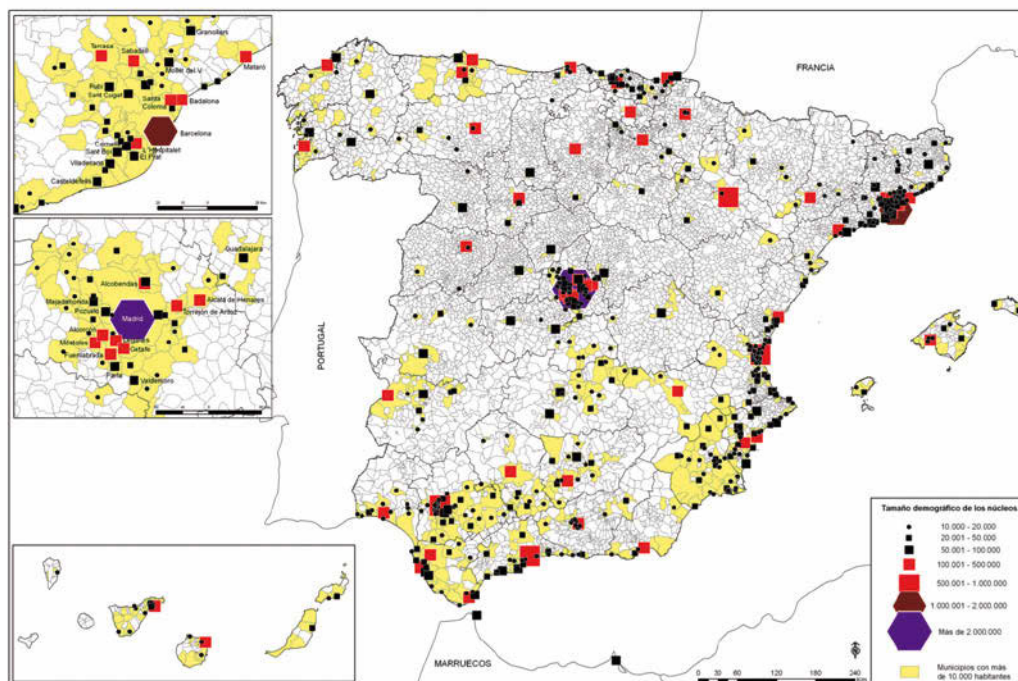 Granollers
Terrasa
Sabadell
Mollet del V.
Mataró
Rubí
Sant Cugat
Santa
Coloma
Badalona
Barcelona
L´Hospitalet
Sant Boi
El Prat
Viladecans
Castelldefels
Guadalajara
Alcobendas
Alcalá de Henares
Majadahonda
Pozuelo
Torrejón de Ardoz
Madrid
Alcorcón
Leganés
Móstoles
Getafe
Fuenlabrada
Parla
Valdemoro
FRANCIA
PORTUGAL
MARRUECOS
0 30 60 120 180 240
Tamaño demográfico de los núcleos
10.000 - 20.000
20.001 - 50.000
50.001 - 100.000
100.001 - 500.000
500.001 - 1.000.000
1.000.001 - 2.000.000
Más de 2.000.000
Municipios con más
de 10.000 habitantes